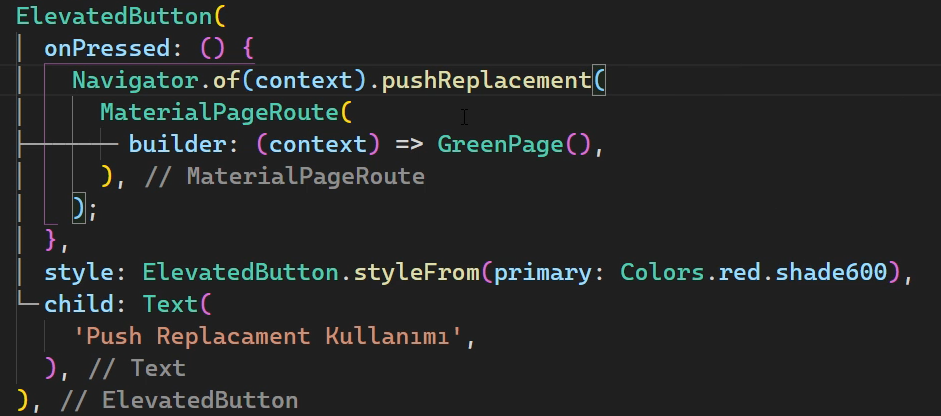 ElevatedButton(
onPressed: () {
Navigator.of(context).pushReplacement(
MaterialPageRoute(
builder: (context) => GreenPage(),
), // MaterialPageRoute
);
},
style: ElevatedButton.styleFrom(primary: Colors.red.shade600),
child: Text(
'Push Replacament Kullanımı',
), // Text
), // ElevatedButton